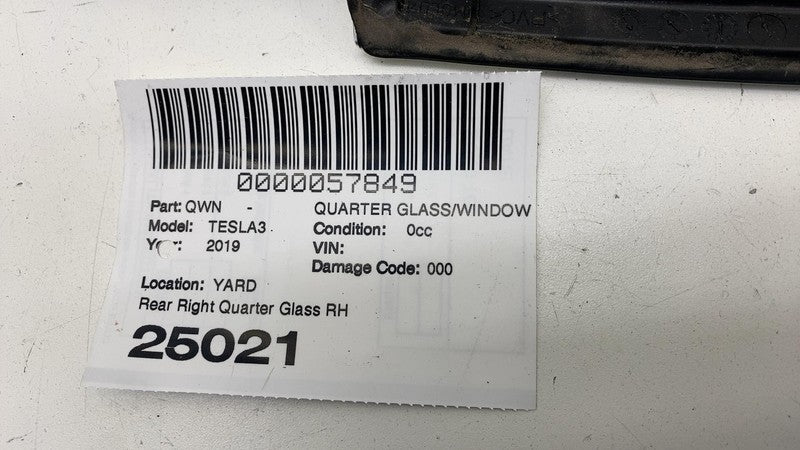 0000057849
Part: QWN - QUARTER GLASS/WINDOW
Model: TESLA3 Condition: 0cc
Year: 2019 VIN:
Damage Code: 000
Location: YARD
Rear Right Quarter Glass RH
25021